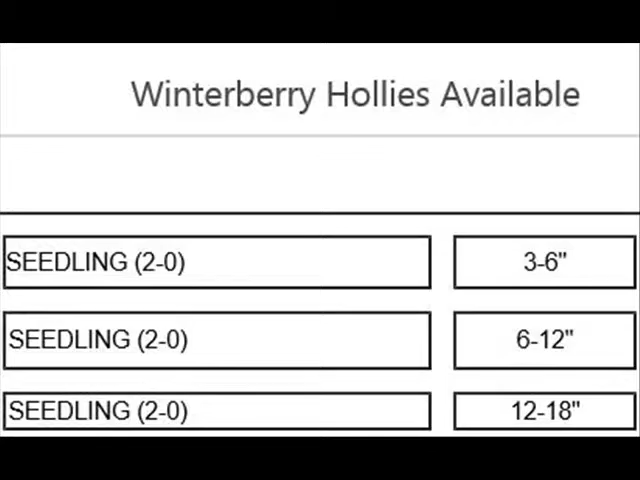 Winterberry Hollies Available
SEEDLING (2-0) 3-6"
SEEDLING (2-0) 6-12"
SEEDLING (2-0) 12-18"